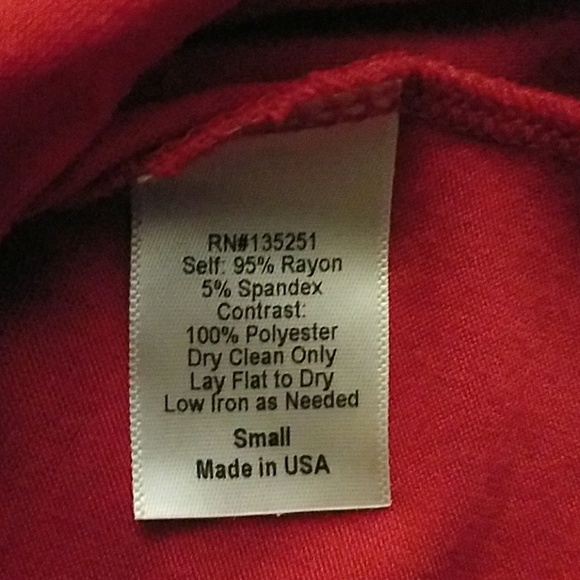 RN#135251
Self: 95% Rayon
5% Spandex
Contrast:
100% Polyester
Dry Clean Only
Lay Flat to Dry
Low Iron as Needed
Small
Made in USA